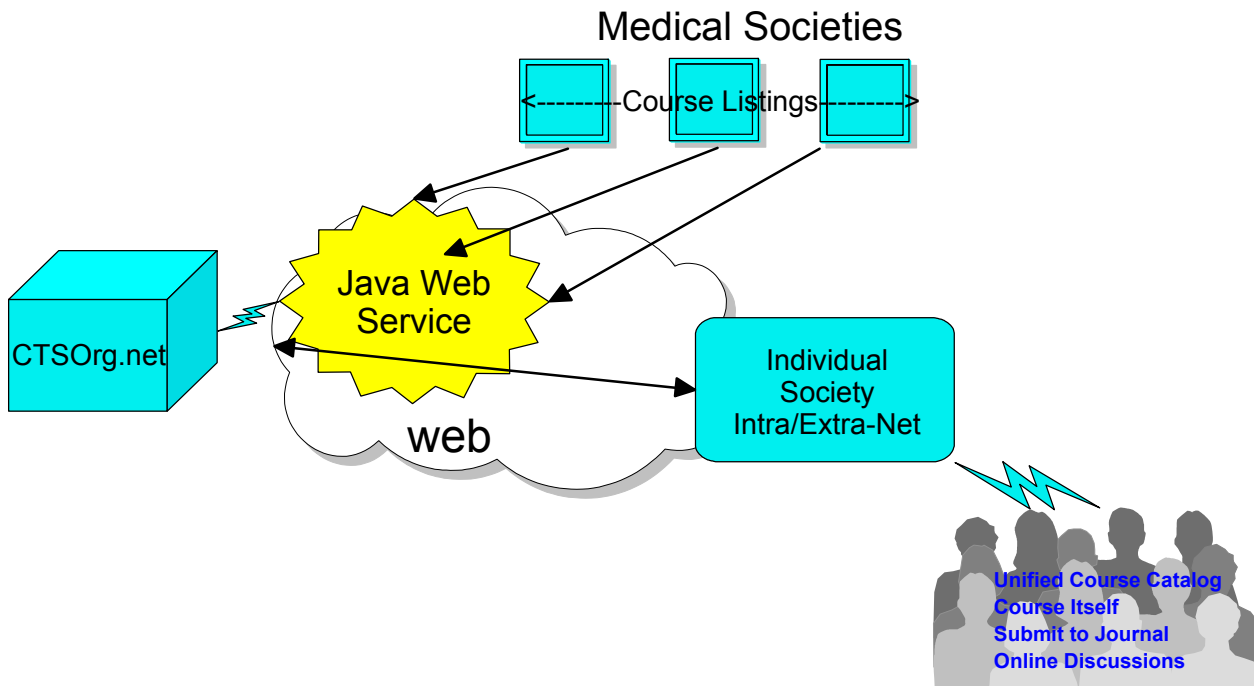 Medical Societies
<---------Course Listings------->
Java Web
Service
CTSOrg.net
Individual
Society
Intra/Extra-Net
web
Unified Course Catalog
Course Itself
Submit to Journal
Online Discussions